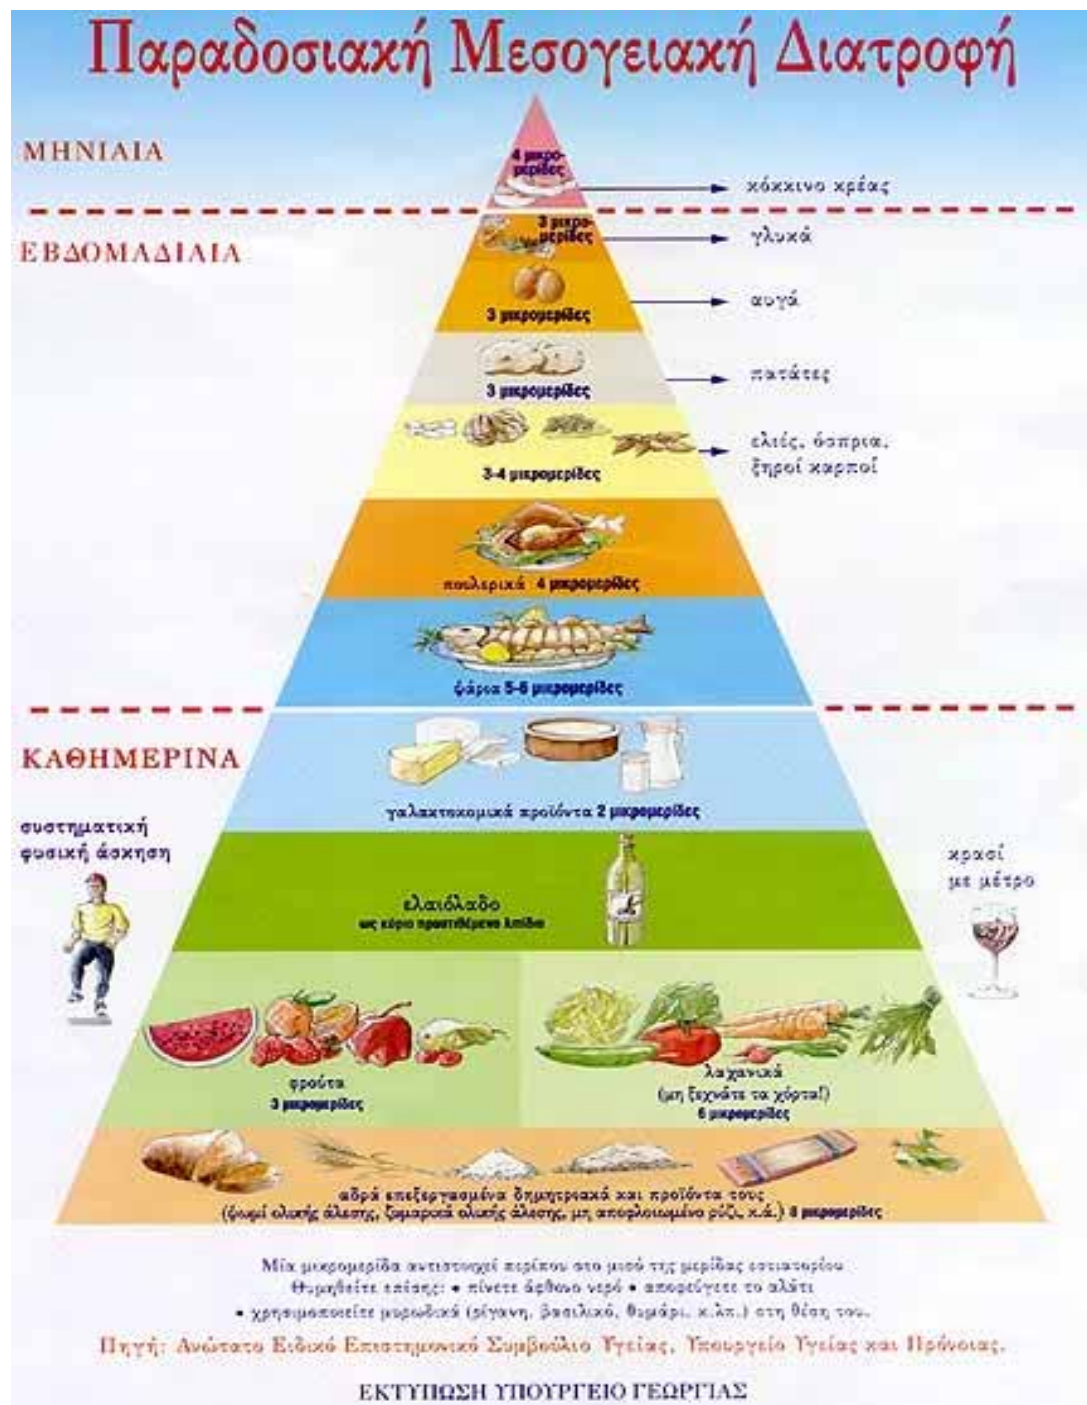 Παραδοσιακή Μεσογειακή Διατροφή
ΜΗΝΙΑΙΑ
4 μικρο-
μερίδες
κόκκινο κρέας
ΕΒΔΟΜΑΔΙΑΙΑ
3 μικρο-
μερίδες
γλυκά
αυγά
3 μικρομερίδες
πατάτες
3 μικρομερίδες
ελιές, όσπρια,
ξηροί καρποί
3-4 μικρομερίδες
πουλερικά 4 μικρομερίδες
ψάρια 5-6 μικρομερίδες
ΚΑΘΗΜΕΡΙΝΑ
γαλακτοκομικά προϊόντα 2 μικρομερίδες
συστηματική
φυσική άσκηση
κρασί
με μέτρο
ελαιόλαδο
ως κύριο προστιθέμενο λιπίδιο
φρούτα
3 μικρομερίδες
λαχανικά
(μη ξεχνάτε τα χόρτα!)
6 μικρομερίδες
αδρά επεξεργασμένα δημητριακά και προϊόντα τους
(ψωμί ολικής άλεσης, ζυμαρικά ολικής άλεσης, μη αποφλοιωμένο ρύζι, κ.ά.) 8 μικρομερίδες
Μία μικρομερίδα αντιστοιχεί περίπου στο μισό της μερίδας εστιατορίου
Θυμηθείτε επίσης: • πίνετε άφθονο νερό • αποφεύγετε το αλάτι
• χρησιμοποιείτε μυρωδικά (ρίγανη, βασιλικό, θυμάρι, κ.λπ.) στη θέση του.
Πηγή: Ανώτατο Ειδικό Επιστημονικό Συμβούλιο Υγείας, Υπουργείο Υγείας και Πρόνοιας.
ΕΚΤΥΠΩΣΗ ΥΠΟΥΡΓΕΙΟ ΓΕΩΡΓΙΑΣ